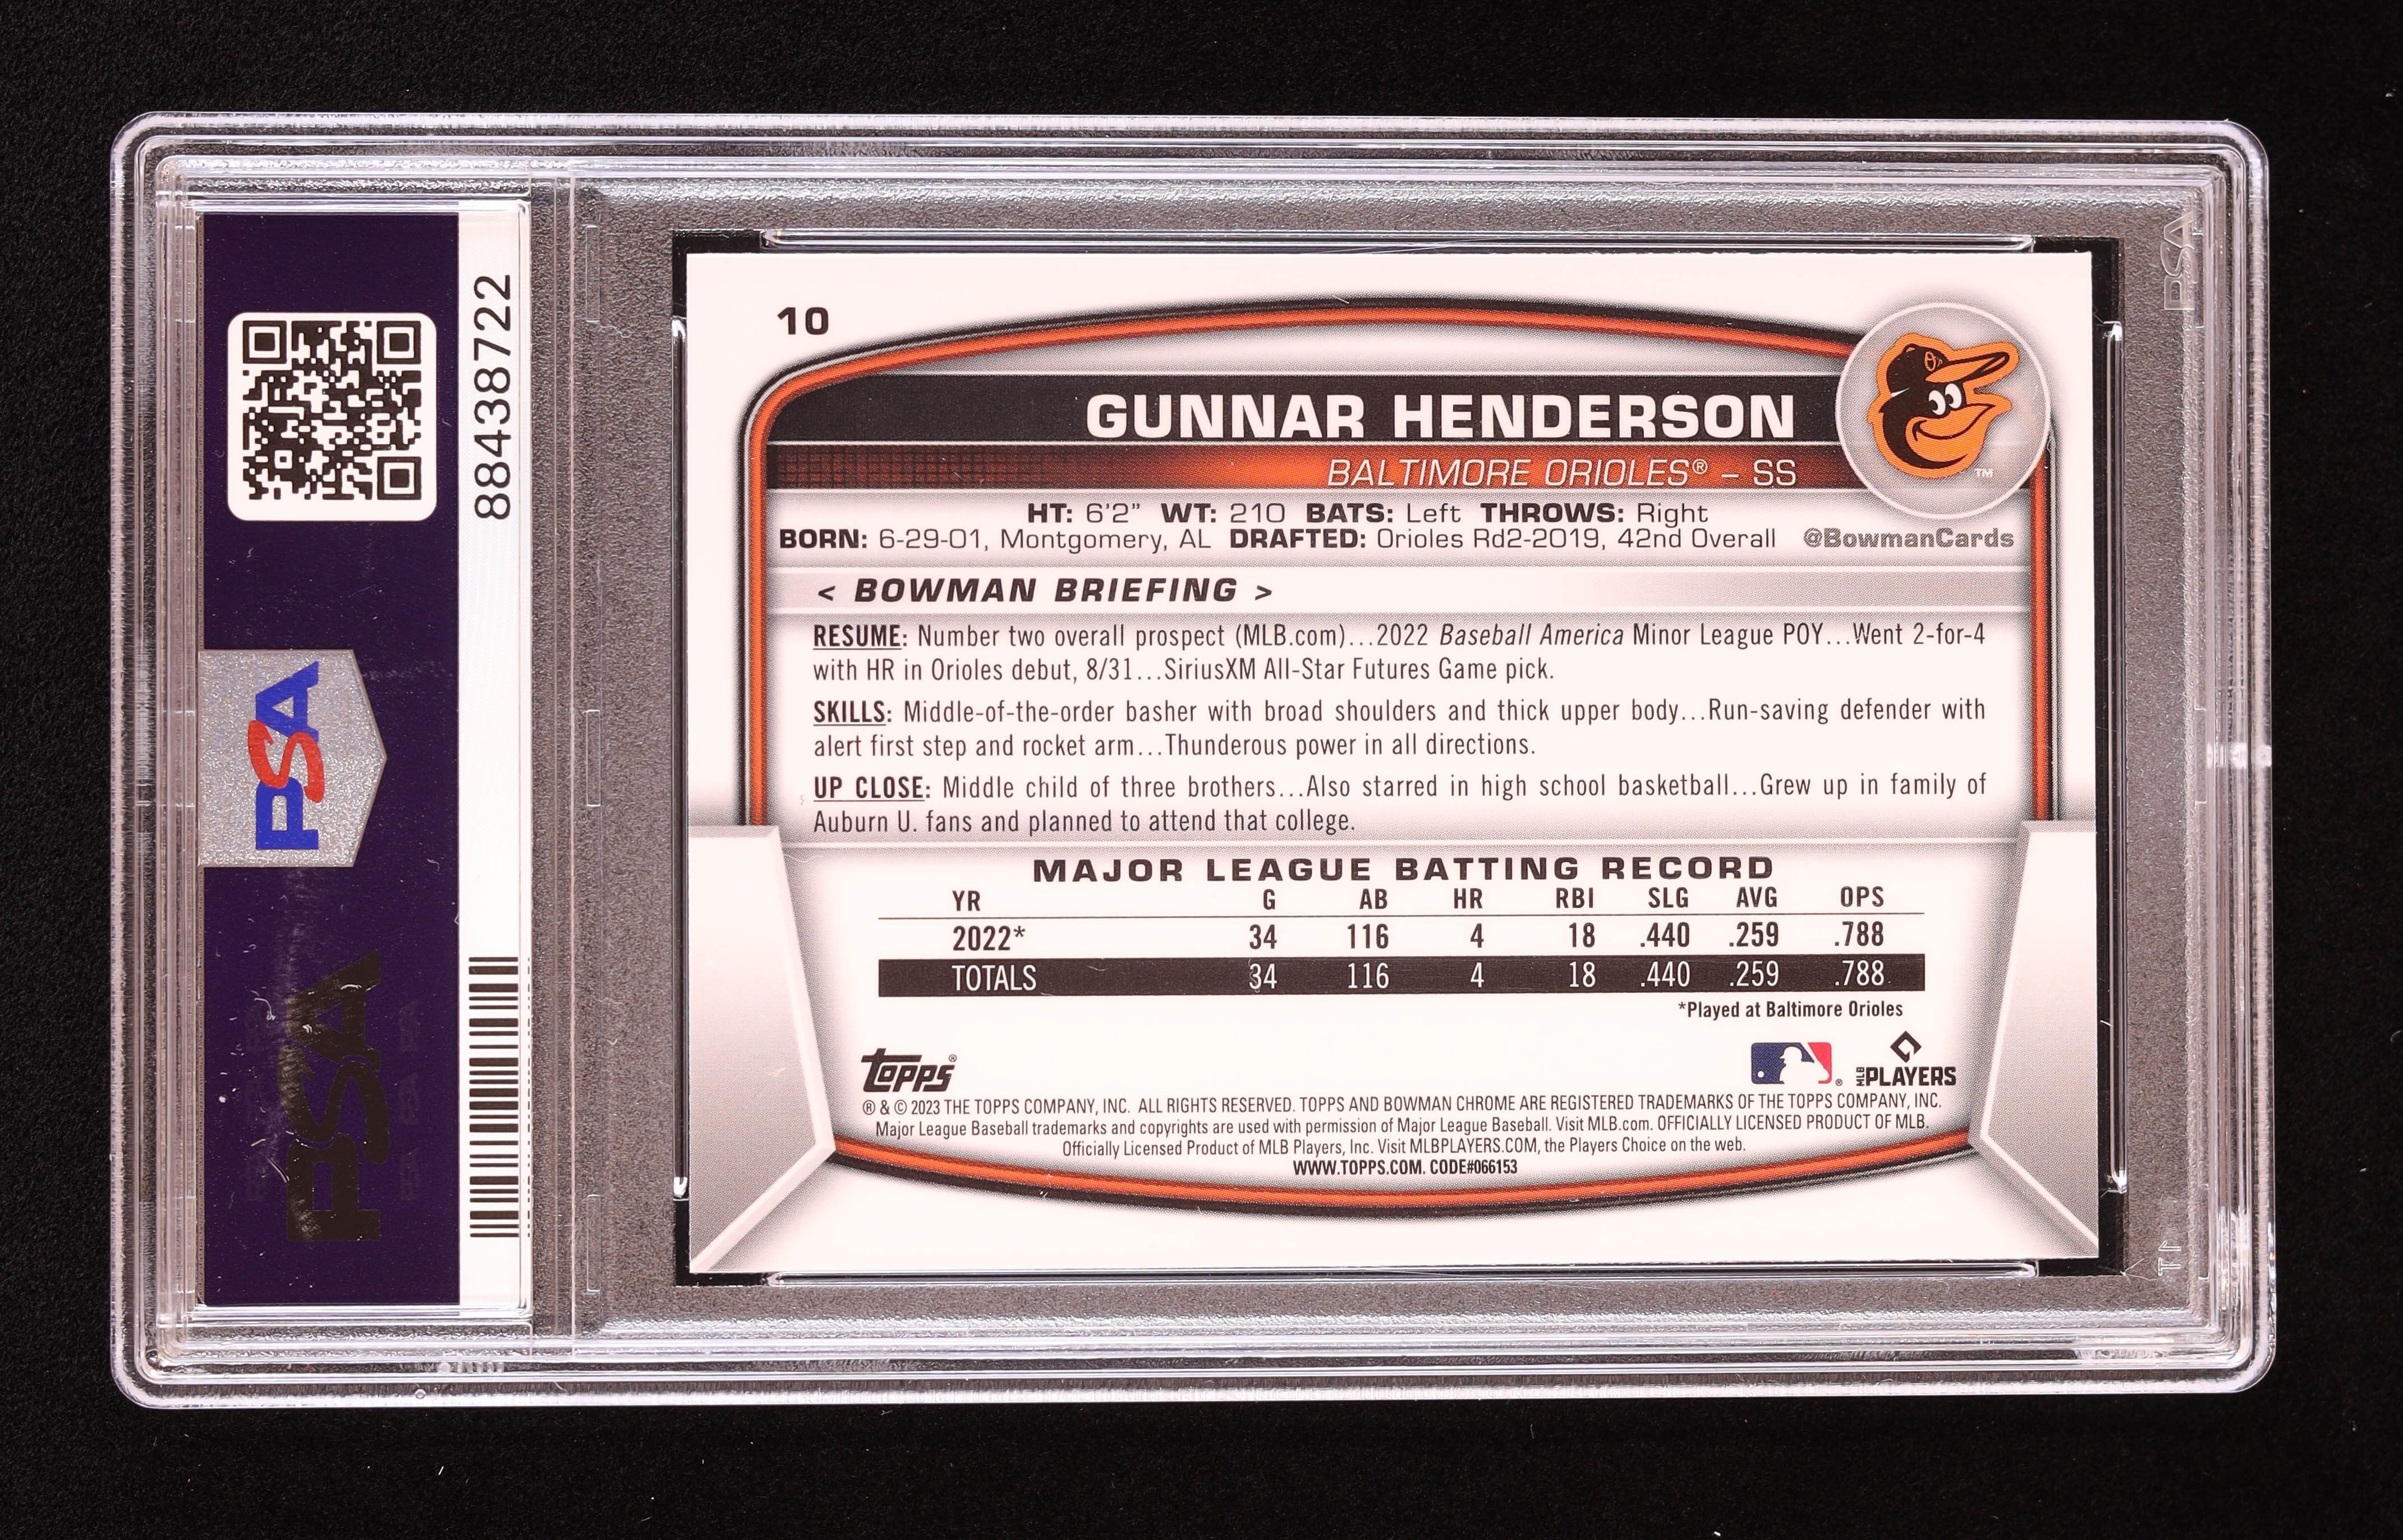 88438722
PSA
PSA
PSA
10
GUNNAR HENDERSON
BALTIMORE ORIOLES® – SS
TM
HT: 6'2" WT: 210 BATS: Left THROWS: Right
BORN: 6-29-01, Montgomery, AL DRAFTED: Orioles Rd2-2019, 42nd Overall @BowmanCards
< BOWMAN BRIEFING >
RESUME: Number two overall prospect (MLB.com)...2022 Baseball America Minor League POY...Went 2-for-4
with HR in Orioles debut, 8/31...SiriusXM All-Star Futures Game pick.
SKILLS: Middle-of-the-order basher with broad shoulders and thick upper body...Run-saving defender with
alert first step and rocket arm...Thunderous power in all directions.
UP CLOSE: Middle child of three brothers...Also starred in high school basketball...Grew up in family of
Auburn U. fans and planned to attend that college.
MAJOR LEAGUE BATTING RECORD
YR G AB HR RBI SLG AVG OPS
2022* 34 116 4 18 .440 .259 .788
TOTALS 34 116 4 18 .440 .259 .788
*Played at Baltimore Orioles
Topps® ® MLB PLAYERS
® & © 2023 THE TOPPS COMPANY, INC. ALL RIGHTS RESERVED. TOPPS AND BOWMAN CHROME ARE REGISTERED TRADEMARKS OF THE TOPPS COMPANY, INC.
Major League Baseball trademarks and copyrights are used with permission of Major League Baseball. Visit MLB.com. OFFICIALLY LICENSED PRODUCT OF MLB.
Officially Licensed Product of MLB Players, Inc. Visit MLBPLAYERS.COM, the Players Choice on the web.
WWW.TOPPS.COM. CODE#066153